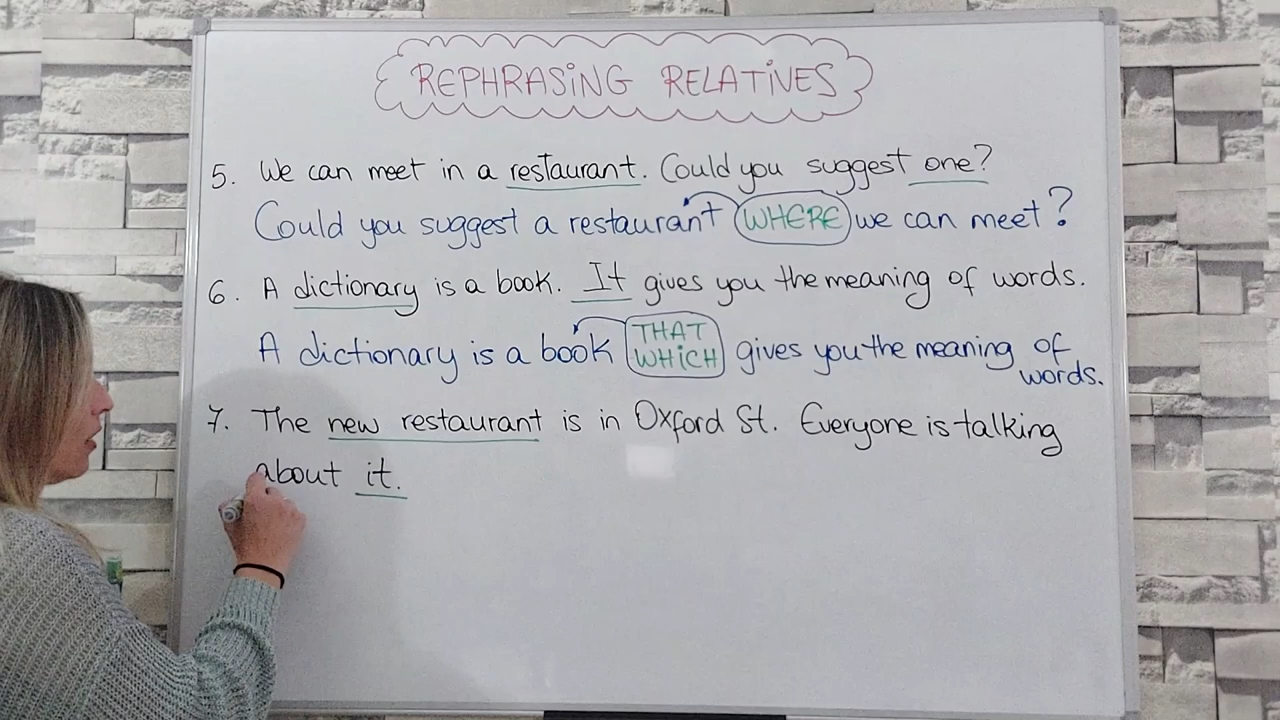 REPHRASING RELATIVES
5. We can meet in a restaurant. Could you suggest one?
Could you suggest a restaurant WHERE we can meet?
6. A dictionary is a book. It gives you the meaning of words.
A dictionary is a book THAT
WHICH gives you the meaning of
words.
7. The new restaurant is in Oxford St. Everyone is talking
about it.